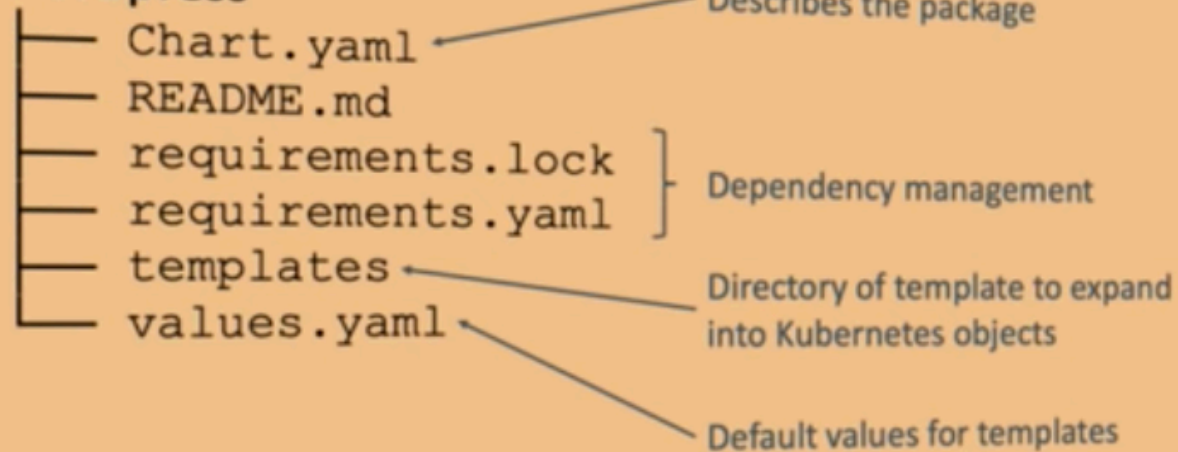 Describes the package
Chart.yaml
README.md
requirements.lock
requirements.yaml
Dependency management
templates
Directory of template to expand
into Kubernetes objects
values.yaml
Default values for templates